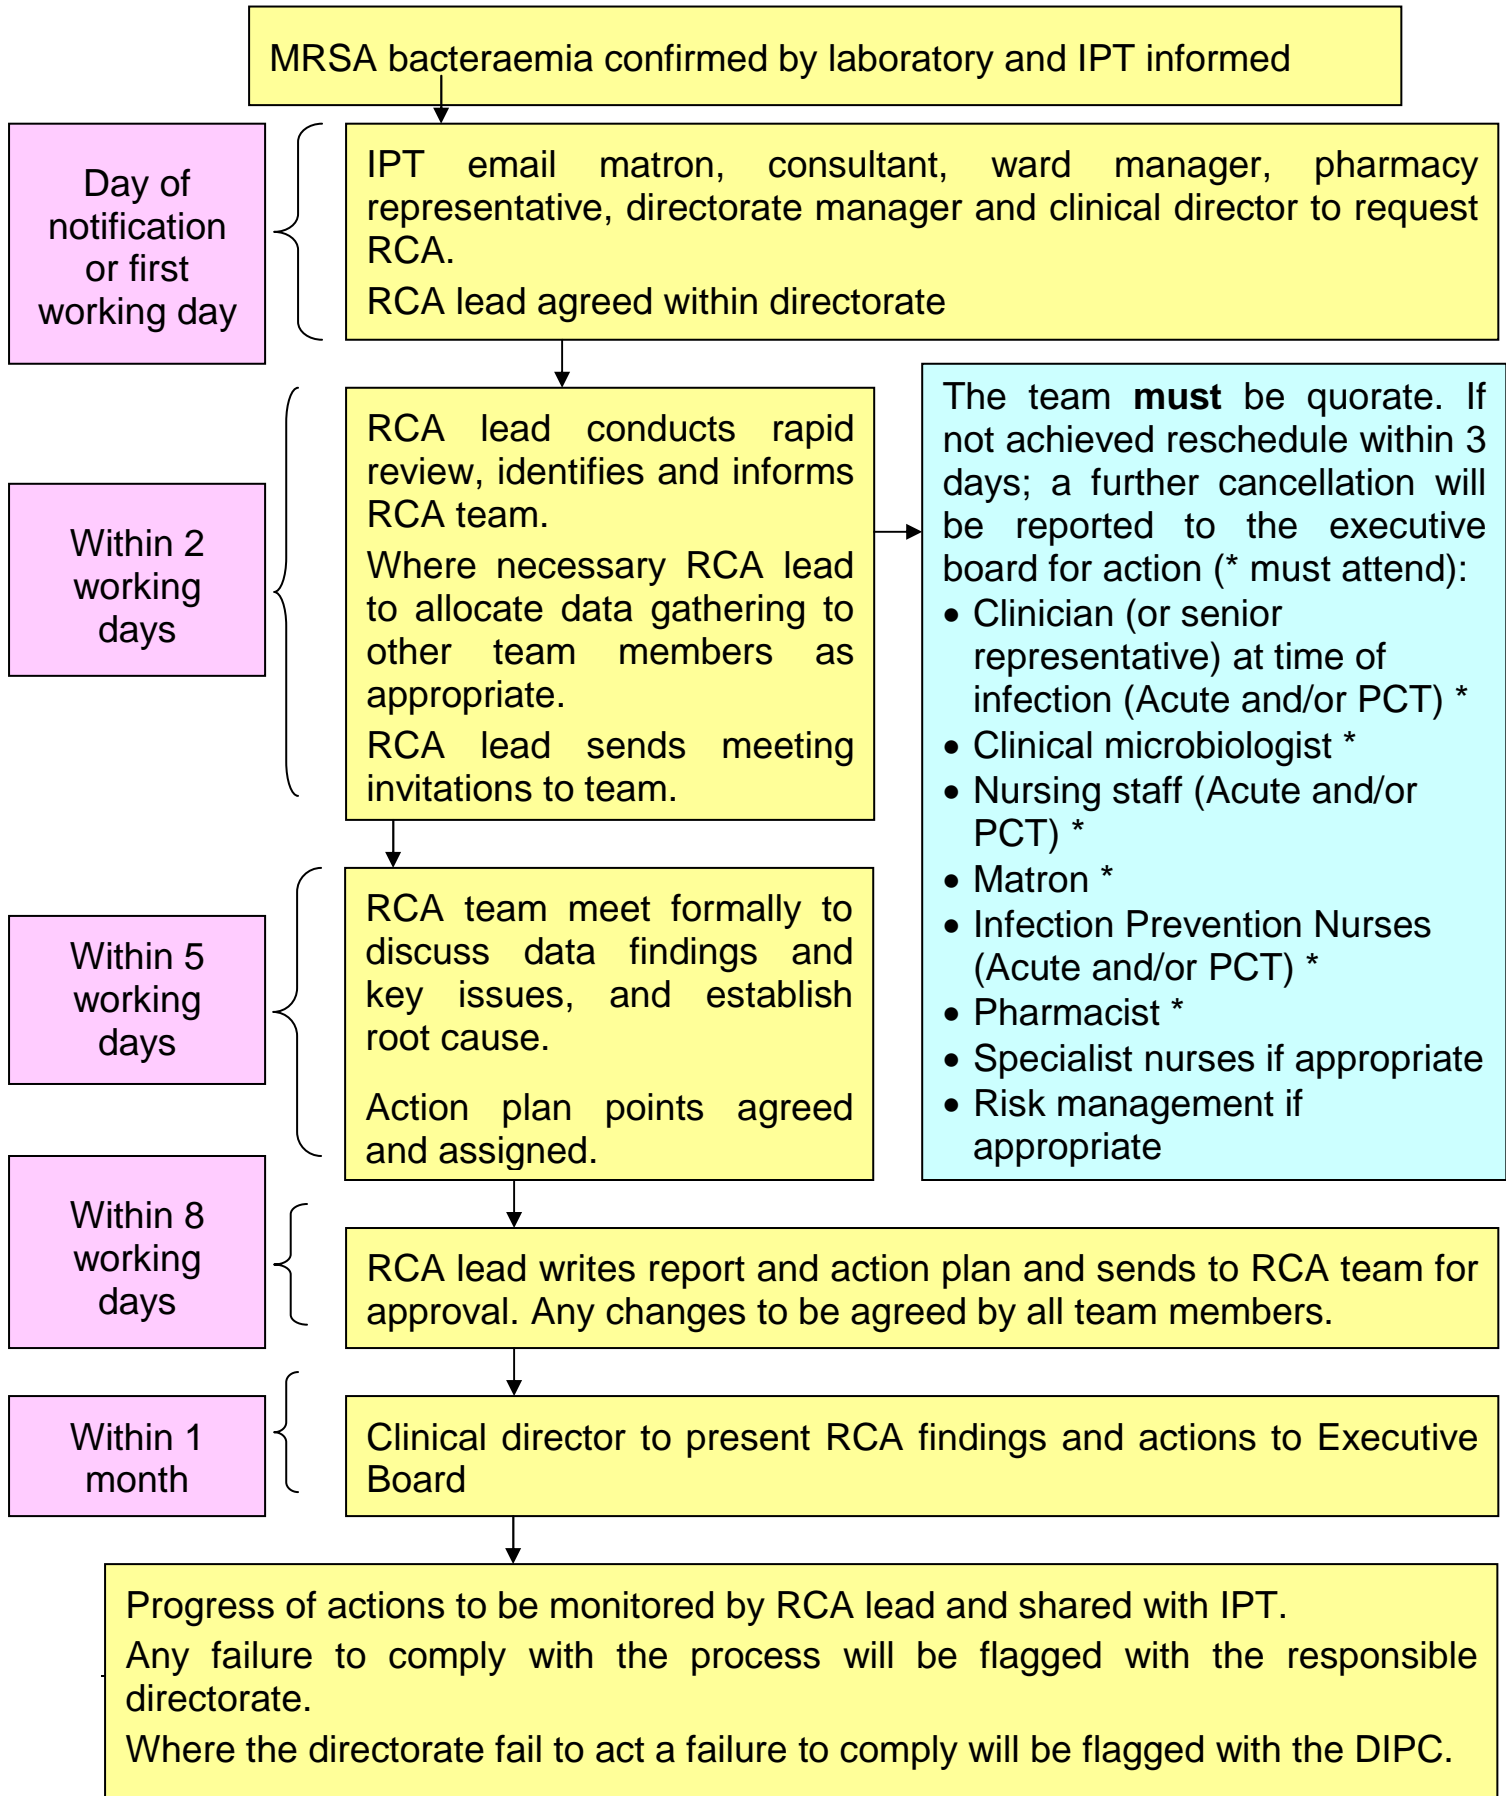 MRSA bacteraemia confirmed by laboratory and IPT informed
Day of
notification
or first
working day
IPT email matron, consultant, ward manager, pharmacy
representative, directorate manager and clinical director to request
RCA.
RCA lead agreed within directorate
Within 2
working
days
RCA lead conducts rapid
review, identifies and informs
RCA team.
Where necessary RCA lead
to allocate data gathering to
other team members as
appropriate.
RCA lead sends meeting
invitations to team.
The team must be quorate. If
not achieved reschedule within 3
days; a further cancellation will
be reported to the executive
board for action (* must attend):
• Clinician (or senior
representative) at time of
infection (Acute and/or PCT) *
• Clinical microbiologist *
• Nursing staff (Acute and/or
PCT) *
• Matron *
• Infection Prevention Nurses
(Acute and/or PCT) *
• Pharmacist *
• Specialist nurses if appropriate
• Risk management if
appropriate
Within 5
working
days
RCA team meet formally to
discuss data findings and
key issues, and establish
root cause.
Action plan points agreed
and assigned.
Within 8
working
days
RCA lead writes report and action plan and sends to RCA team for
approval. Any changes to be agreed by all team members.
Within 1
month
Clinical director to present RCA findings and actions to Executive
Board
Progress of actions to be monitored by RCA lead and shared with IPT.
Any failure to comply with the process will be flagged with the responsible
directorate.
Where the directorate fail to act a failure to comply will be flagged with the DIPC.